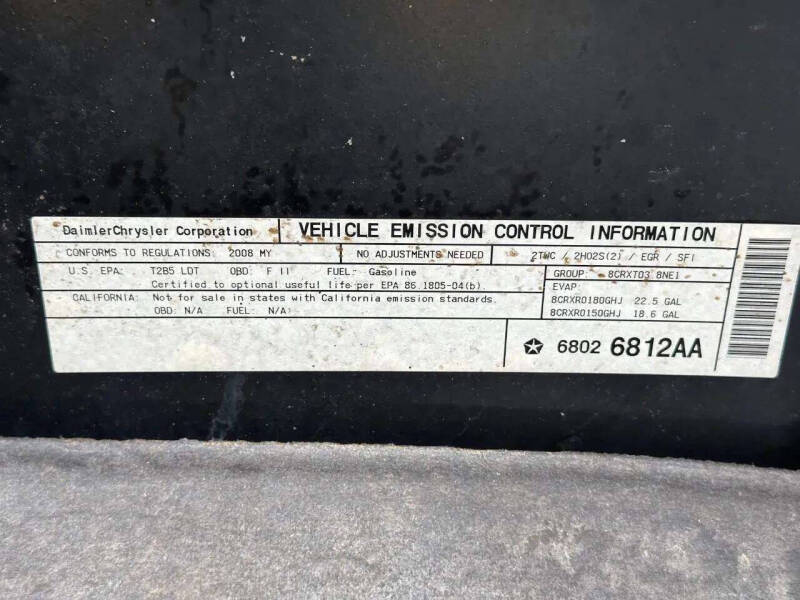 DaimlerChrysler Corporation VEHICLE EMISSION CONTROL INFORMATION
CONFORMS TO REGULATIONS: 2008 MY NO ADJUSTMENTS NEEDED 2TWC / 2HO2S(2) / EGR / SFI
U.S. EPA: T2B5 LDT OBD: F II FUEL: Gasoline GROUP: 8CRXT03.8NE1
Certified to optional useful life per EPA 86.1805-04(b). EVAP:
CALIFORNIA: Not for sale in states with California emission standards. 8CRXR0180GHJ 22.5 GAL
OBD: N/A FUEL: N/A 8CRXR0150GHJ 18.6 GAL
6802 6812AA